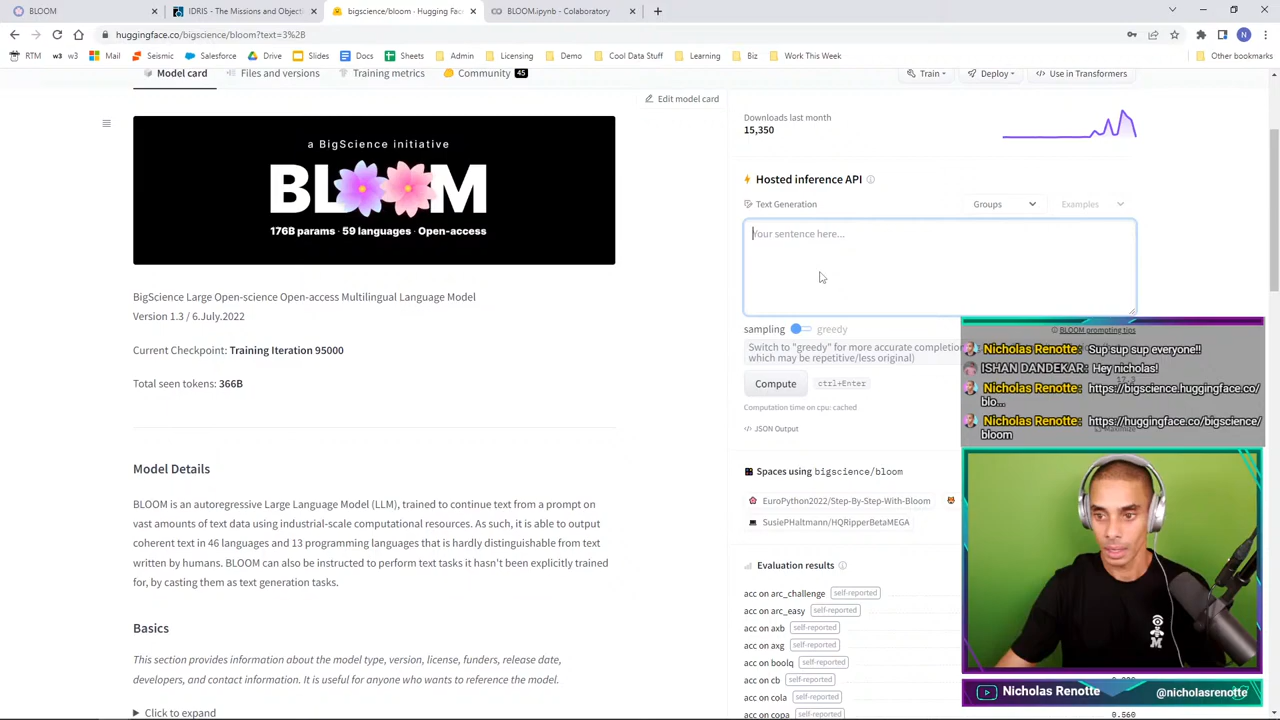 BLOOM
IDRIS - The Missions and Object
bigscience/bloom · Hugging Fac
BLOOM.ipynb - Colaboratory
huggingface.co/bigscience/bloom?text=3%2B
RTM
w3
Mail
Seismic
Salesforce
Drive
Slides
Docs
Sheets
Admin
Licensing
Demo
Cool Data Stuff
Learning
Biz
Work This Week
Other bookmarks
Model card
Files and versions
Training metrics
Community 45
Train
Deploy
</> Use in Transformers
Edit model card
a BigScience initiative
BLOOM
176B params · 59 languages · Open-access
BigScience Large Open-science Open-access Multilingual Language Model
Version 1.3 / 6.July.2022
Current Checkpoint: Training Iteration 95000
Total seen tokens: 366B
Model Details
BLOOM is an autoregressive Large Language Model (LLM), trained to continue text from a prompt on
vast amounts of text data using industrial-scale computational resources. As such, it is able to output
coherent text in 46 languages and 13 programming languages that is hardly distinguishable from text
written by humans. BLOOM can also be instructed to perform text tasks it hasn't been explicitly trained
for, by casting them as text generation tasks.
Basics
This section provides information about the model type, version, license, funders, release date,
developers, and contact information. It is useful for anyone who wants to reference the model.
Click to expand
Downloads last month
15,350
Hosted inference API
Text Generation
Groups
Examples
Your sentence here...
sampling
greedy
BLOOM prompting tips
Switch to "greedy" for more accurate completion
which may be repetitive/less original)
Compute
ctrl+Enter
Computation time on cpu: cached
</> JSON Output
Spaces using bigscience/bloom
EuroPython2022/Step-By-Step-With-Bloom
SusiePHaltmann/HQRipperBetaMEGA
Evaluation results
acc on arc_challenge self-reported
acc on arc_easy self-reported
acc on axb self-reported
acc on axg self-reported
acc on boolq self-reported
acc on cb self-reported
acc on cola self-reported
acc on copa self-reported
0.560
Nicholas Renotte: Sup sup sup everyone!!
ISHAN DANDEKAR: Hey nicholas!
Nicholas Renotte: https://bigscience.huggingface.co/
blo...
Nicholas Renotte: https://huggingface.co/bigscience/
bloom
Nicholas Renotte
@nicholasrenotte